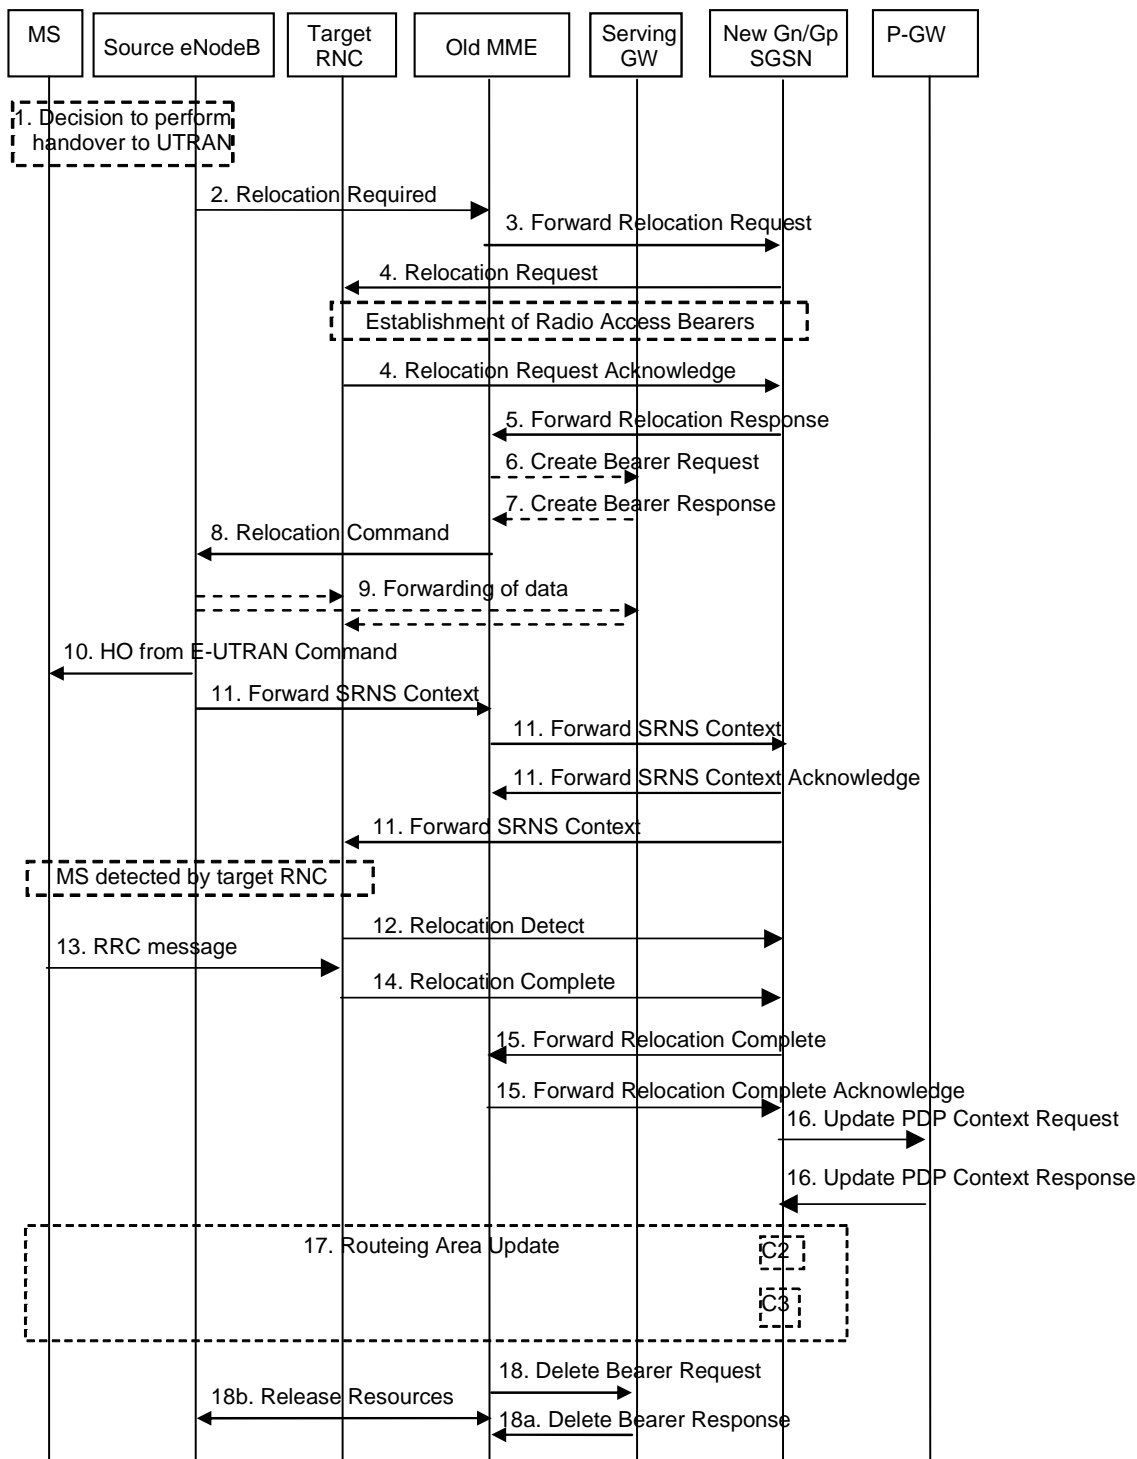 MS
Source eNodeB
Target
RNC
Old MME
Serving
GW
New Gn/Gp
SGSN
P-GW
1. Decision to perform
handover to UTRAN
2. Relocation Required
3. Forward Relocation Request
4. Relocation Request
Establishment of Radio Access Bearers
4. Relocation Request Acknowledge
5. Forward Relocation Response
6. Create Bearer Request
7. Create Bearer Response
8. Relocation Command
9. Forwarding of data
10. HO from E-UTRAN Command
11. Forward SRNS Context
11. Forward SRNS Context
11. Forward SRNS Context Acknowledge
11. Forward SRNS Context
MS detected by target RNC
12. Relocation Detect
13. RRC message
14. Relocation Complete
15. Forward Relocation Complete
15. Forward Relocation Complete Acknowledge
16. Update PDP Context Request
16. Update PDP Context Response
17. Routeing Area Update
C2
C3
18. Delete Bearer Request
18b. Release Resources
18a. Delete Bearer Response